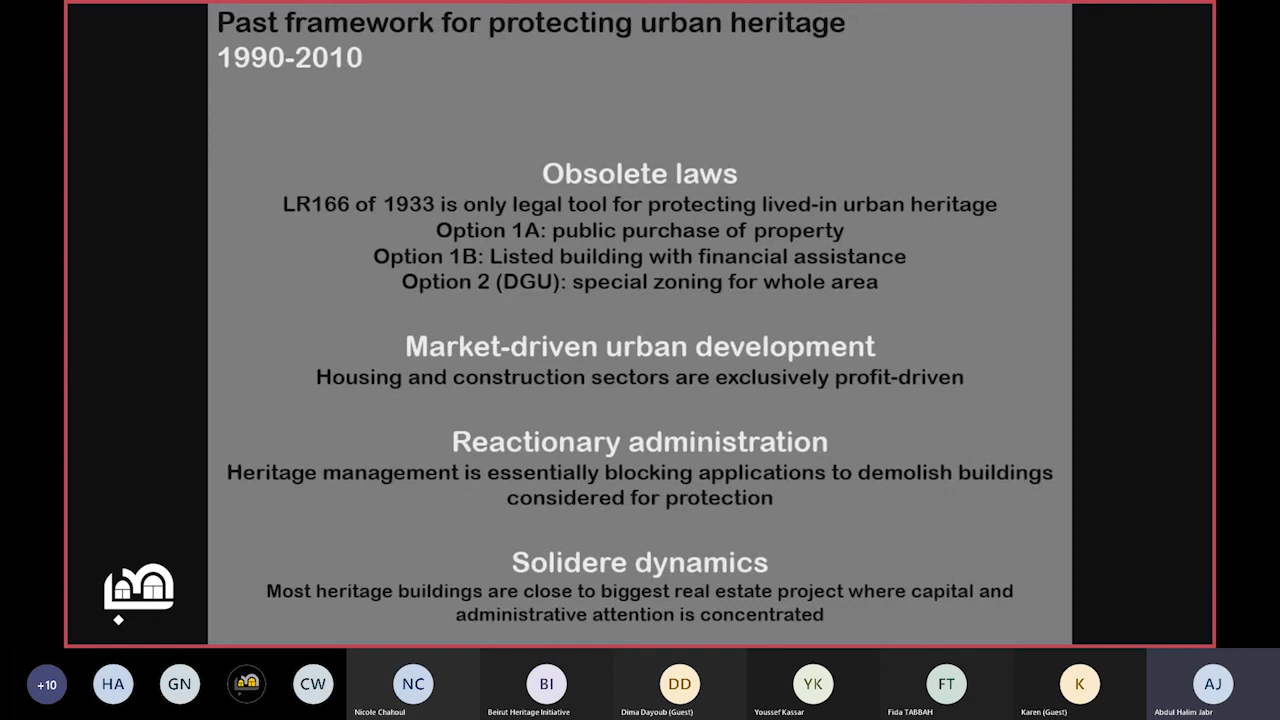 Past framework for protecting urban heritage
1990-2010
Obsolete laws
LR166 of 1933 is only legal tool for protecting lived-in urban heritage
Option 1A: public purchase of property
Option 1B: Listed building with financial assistance
Option 2 (DGU): special zoning for whole area
Market-driven urban development
Housing and construction sectors are exclusively profit-driven
Reactionary administration
Heritage management is essentially blocking applications to demolish buildings
considered for protection
Solidere dynamics
Most heritage buildings are close to biggest real estate project where capital and
administrative attention is concentrated
+10
HA
GN
CW
NC
BI
DD
YK
FT
K
AJ
Nicole Chahoul
Beirut Heritage Initiative
Dima Dayoub (Guest)
Youssef Kassar
Fida TABBAH
Karen (Guest)
Abdul Halim Jabr